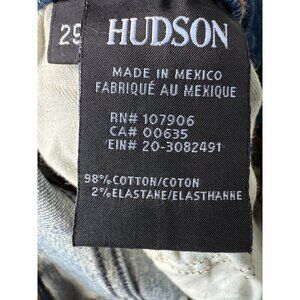 29
HUDSON
MADE IN MEXICO
FABRIQUÉ AU MEXIQUE
RN# 107906
CA# 00635
EIN# 20-3082491
98% COTTON/COTON
2% ELASTANE/ELASTHANNE